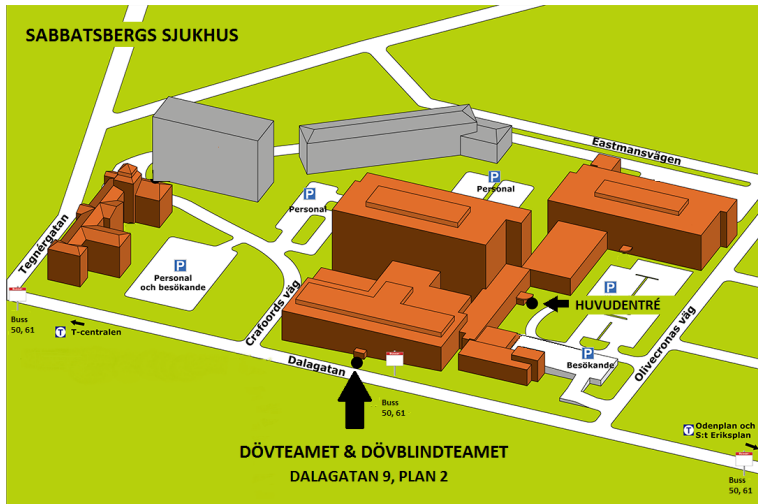 SABBATSBERGS SJUKHUS
Eastmansvägen
P
Personal
P
Personal
Tegnérgatan
P
Personal
och besökande
Crafoords väg
P
HUVUDENTRÉ
Olivecronas väg
Buss
50, 61
T
T-centralen
P
Besökande
Dalagatan
Buss
50, 61
T
Odenplan och
S:t Eriksplan
DÖVTEAMET & DÖVBLINDTEAMET
DALAGATAN 9, PLAN 2
Buss
50, 61